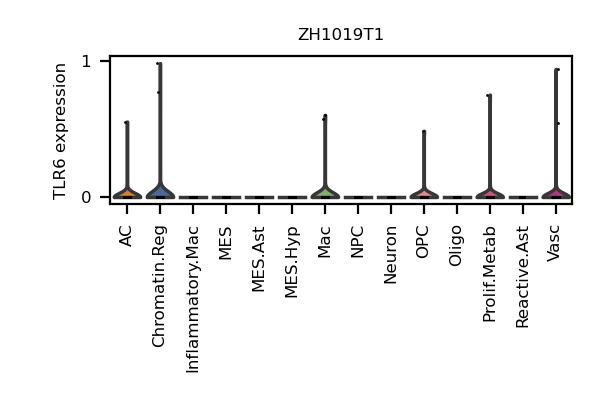 ZH1019T1
TLR6 expression
1
0
AC
Chromatin.Reg
Inflammatory.Mac
MES
MES.Ast
MES.Hyp
Mac
NPC
Neuron
OPC
Oligo
Prolif.Metab
Reactive.Ast
Vasc